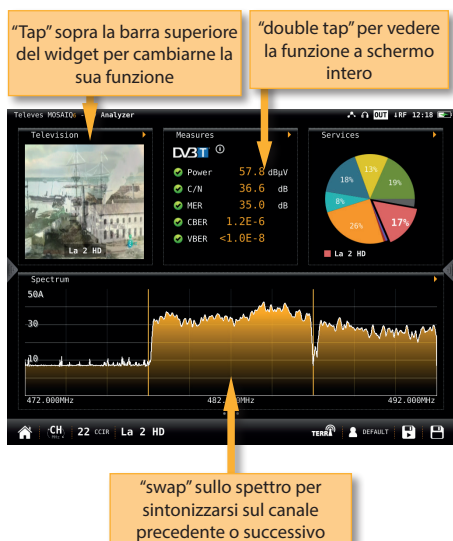 “Tap” sopra la barra superiore
del widget per cambiarne la
sua funzione
“double tap” per vedere
la funzione a schermo
intero
Televes MOSAIQ6 - Analyzer
OUT ↓RF 12:18
Television
La 2 HD
Measures
DVB T
Power 57.8 dBμV
C/N 36.6 dB
MER 35.0 dB
CBER 1.2E-6
VBER <1.0E-8
Services
13%
19%
18%
8%
26%
17%
La 2 HD
Spectrum
50A
30
10
472.000MHz 482. 492.000MHz
CH 22 CCIR La 2 HD TERR DEFAULT
“swap” sullo spettro per
sintonizzarsi sul canale
precedente o successivo